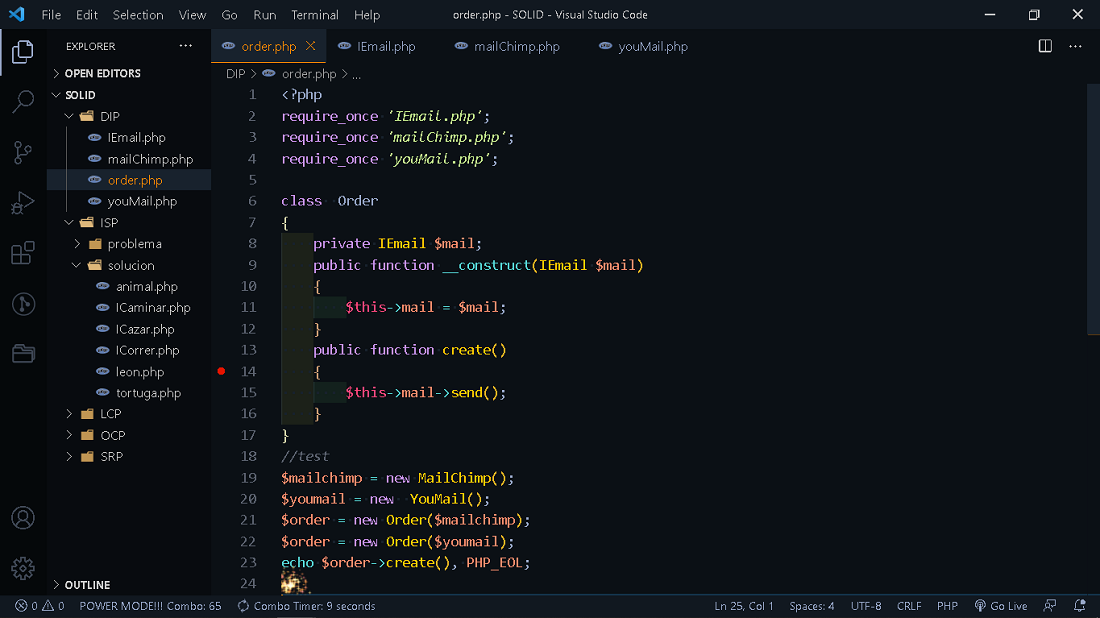 File Edit Selection View Go Run Terminal Help order.php - SOLID - Visual Studio Code
EXPLORER
OPEN EDITORS
SOLID
DIP
IEmail.php
mailChimp.php
order.php
youMail.php
ISP
problema
solucion
animal.php
ICaminar.php
ICazar.php
ICorrer.php
leon.php
tortuga.php
LCP
OCP
SRP
OUTLINE
order.php IEmail.php mailChimp.php youMail.php
DIP > order.php > ...
1 <?php
2 require_once 'IEmail.php';
3 require_once 'mailChimp.php';
4 require_once 'youMail.php';
5
6 class  Order
7 {
8     private IEmail $mail;
9     public function __construct(IEmail $mail)
10     {
11         $this->mail = $mail;
12     }
13     public function create()
14     {
15         $this->mail->send();
16     }
17 }
18 //test
19 $mailchimp = new MailChimp();
20 $youmail = new  YouMail();
21 $order = new Order($mailchimp);
22 $order = new Order($youmail);
23 echo $order->create(), PHP_EOL;
24
0 0 POWER MODE!!! Combo: 65 Combo Timer: 9 seconds Ln 25, Col 1 Spaces: 4 UTF-8 CRLF PHP Go Live